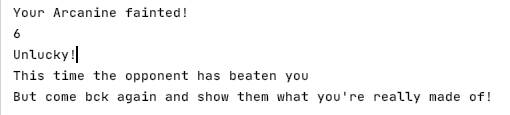 Your Arcanine fainted!
6
Unlucky!
This time the opponent has beaten you
But come bck again and show them what you're really made of!